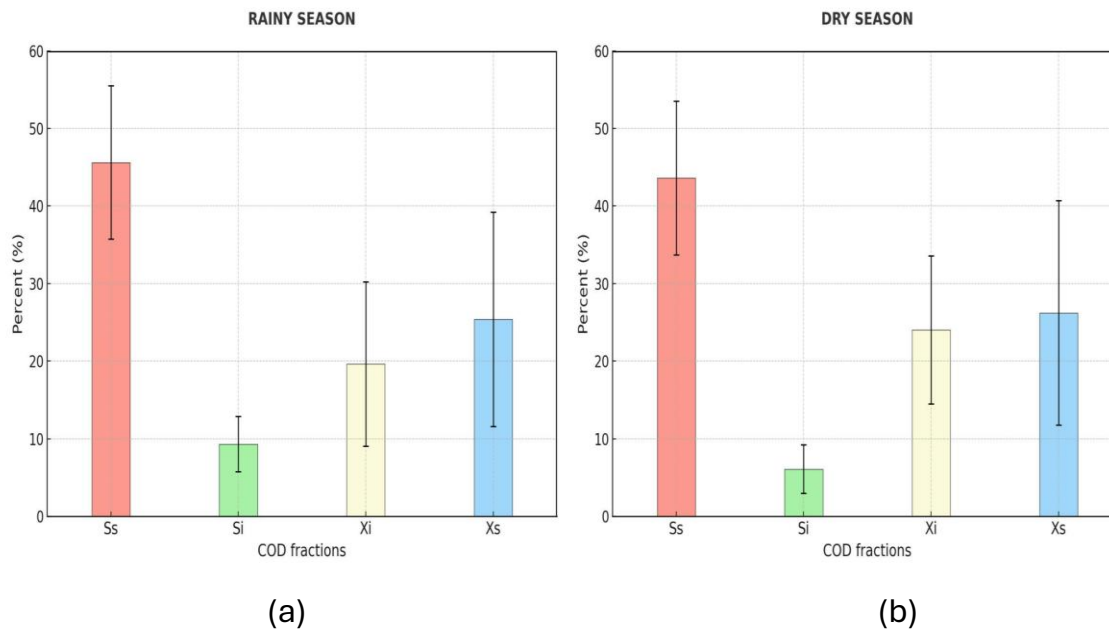 RAINY SEASON
60
50
40
30
20
10
0
Percent (%)
Ss Si Xi Xs
COD fractions
(a)
DRY SEASON
60
50
40
30
20
10
0
Percent (%)
Ss Si Xi Xs
COD fractions
(b)